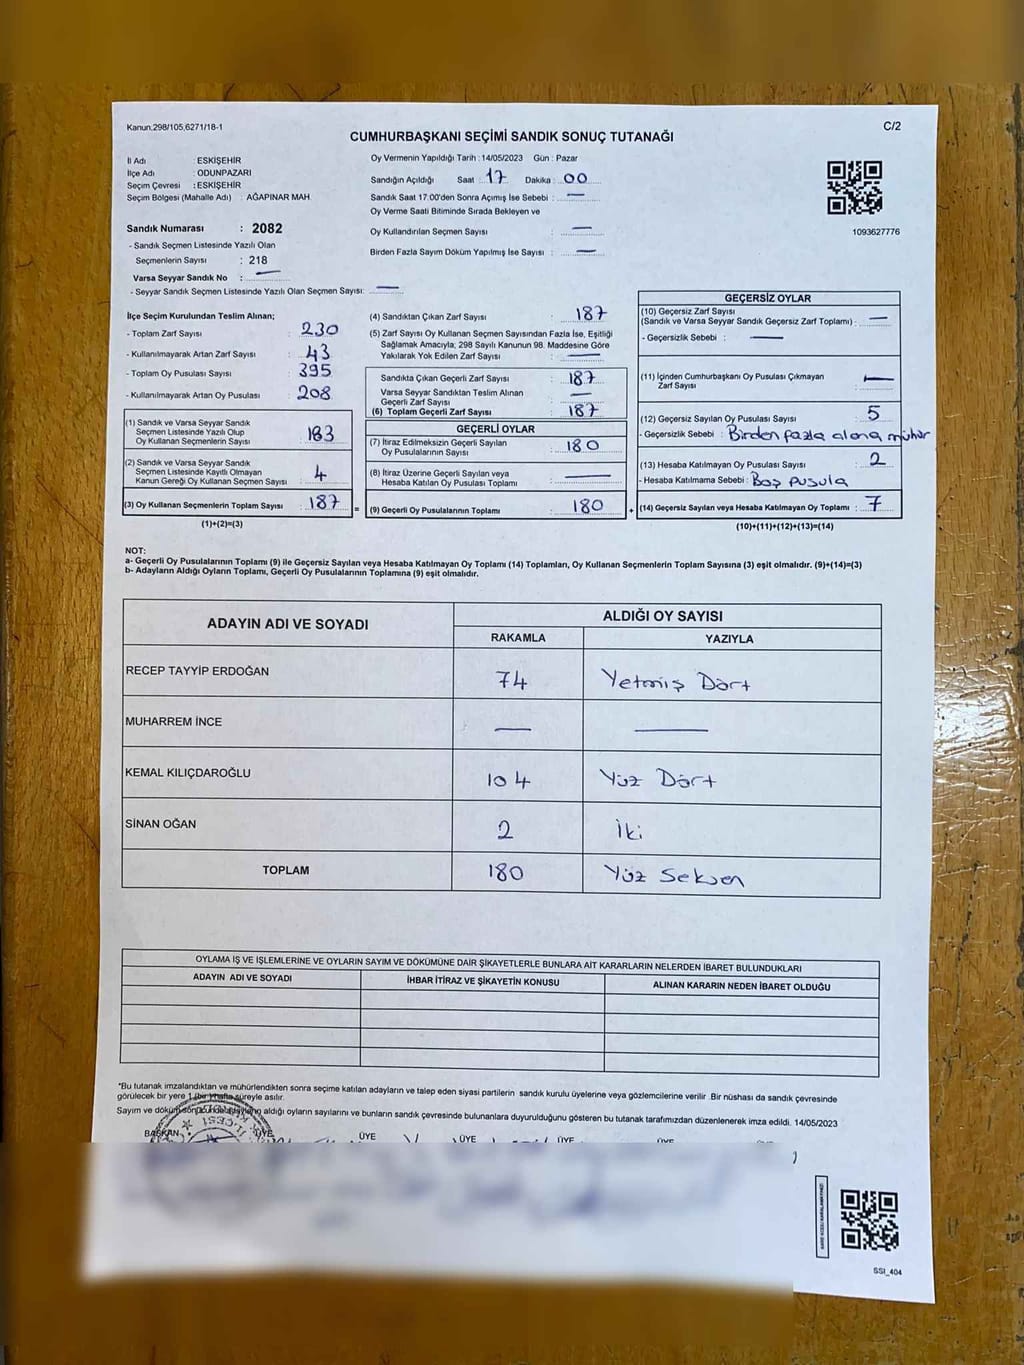 Kanun.298/105,6271/18-1
C/2
CUMHURBAŞKANI SEÇİMİ SANDIK SONUÇ TUTANAĞI
İl Adı : ESKİŞEHİR
İlçe Adı : ODUNPAZARI
Seçim Çevresi : ESKİŞEHİR
Seçim Bölgesi (Mahalle Adı) : AĞAPINAR MAH.
Sandık Numarası : 2082
- Sandık Seçmen Listesinde Yazılı Olan
Seçmenlerin Sayısı : 218
Varsa Seyyar Sandık No : —
- Seyyar Sandık Seçmen Listesinde Yazılı Olan Seçmen Sayısı: —
Oy Vermenin Yapıldığı Tarih : 14/05/2023 Gün : Pazar
Sandığın Açıldığı Saat : 17 Dakika : 00
Sandık Saat 17.00'den Sonra Açımış İse Sebebi : —
Oy Verme Saati Bitiminde Sırada Bekleyen ve
Oy Kullandırılan Seçmen Sayısı : —
Birden Fazla Sayım Döküm Yapılmış İse Sayısı : —
1093627776
İlçe Seçim Kurulundan Teslim Alınan;
- Toplam Zarf Sayısı : 230
- Kullanılmayarak Artan Zarf Sayısı : 43
- Toplam Oy Pusulası Sayısı : 395
- Kullanılmayarak Artan Oy Pusulası : 208
(1) Sandık ve Varsa Seyyar Sandık
Seçmen Listesinde Yazılı Olup
Oy Kullanan Seçmenlerin Sayısı : 183
(2) Sandık ve Varsa Seyyar Sandık
Seçmen Listesinde Kayıtlı Olmayan
Kanun Gereği Oy Kullanan Seçmen Sayısı : 4
(3) Oy Kullanan Seçmenlerin Toplam Sayısı : 187 =
(1)+(2)=(3)
(4) Sandıktan Çıkan Zarf Sayısı : 187
(5) Zarf Sayısı Oy Kullanan Seçmen Sayısından Fazla İse, Eşitliği
Sağlamak Amacıyla; 298 Sayılı Kanunun 98. Maddesine Göre
Yakılarak Yok Edilen Zarf Sayısı : —
Sandıkta Çıkan Geçerli Zarf Sayısı : 187
Varsa Seyyar Sandıktan Teslim Alınan
Geçerli Zarf Sayısı : —
(6) Toplam Geçerli Zarf Sayısı : 187
GEÇERLİ OYLAR
(7) İtiraz Edilmeksizin Geçerli Sayılan
Oy Pusulalarının Sayısı : 180
(8) İtiraz Üzerine Geçerli Sayılan veya
Hesaba Katılan Oy Pusulası Toplamı : —
(9) Geçerli Oy Pusulalarının Toplamı : 180 +
GEÇERSİZ OYLAR
(10) Geçersiz Zarf Sayısı
(Sandık ve Varsa Seyyar Sandık Geçersiz Zarf Toplamı) : —
- Geçersizlik Sebebi : —
(11) İçinden Cumhurbaşkanı Oy Pusulası Çıkmayan
Zarf Sayısı : —
(12) Geçersiz Sayılan Oy Pusulası Sayısı : 5
- Geçersizlik Sebebi : Birden fazla alana mühür
(13) Hesaba Katılmayan Oy Pusulası Sayısı : 2
- Hesaba Katılmama Sebebi : Boş pusula
(14) Geçersiz Sayılan veya Hesaba Katılmayan Oy Toplamı : 7
(10)+(11)+(12)+(13)=(14)
NOT:
a- Geçerli Oy Pusulalarının Toplamı (9) ile Geçersiz Sayılan veya Hesaba Katılmayan Oy Toplamı (14) Toplamları, Oy Kullanan Seçmenlerin Toplam Sayısına (3) eşit olmalıdır. (9)+(14)=(3)
b- Adayların Aldığı Oyların Toplamı, Geçerli Oy Pusulalarının Toplamına (9) eşit olmalıdır.
ADAYIN ADI VE SOYADI
ALDIĞI OY SAYISI
RAKAMLA YAZIYLA
RECEP TAYYİP ERDOĞAN 74 Yetmiş Dört
MUHARREM İNCE — —
KEMAL KILIÇDAROĞLU 104 Yüz Dört
SİNAN OĞAN 2 İki
TOPLAM 180 Yüz Seksen
OYLAMA İŞ VE İŞLEMLERİNE VE OYLARIN SAYIM VE DÖKÜMÜNE DAİR ŞİKAYETLERLE BUNLARA AİT KARARLARIN NELERDEN İBARET BULUNDUKLARI
ADAYIN ADI VE SOYADI İHBAR İTİRAZ VE ŞİKAYETİN KONUSU ALINAN KARARIN NEDEN İBARET OLDUĞU
*Bu tutanak imzalandıktan ve mühürlendikten sonra seçime katılan adayların ve talep eden siyasi partilerin sandık kurulu üyelerine veya gözlemcilerine verilir. Bir nüshası da sandık çevresinde
görülecek bir yere 1 (bir) hafta süreyle asılır.
Sayım ve döküm sonucunda adayların aldığı oyların sayılarını ve bunların sandık çevresinde bulunanlara duyurulduğunu gösteren bu tutanak tarafımızdan düzenlenerek imza edildi. 14/05/2023
BAŞKAN ÜYE ÜYE ÜYE ÜYE ÜYE
SSI_404